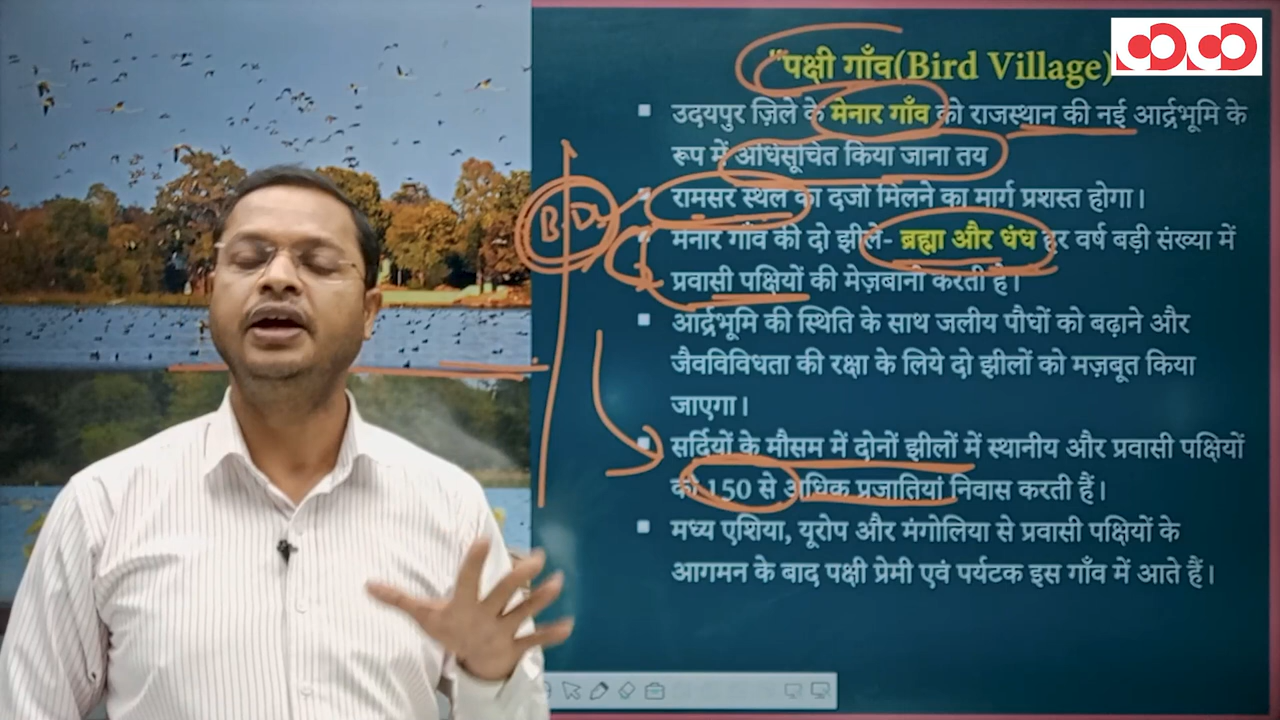 "पक्षी गाँव(Bird Village)
उदयपुर ज़िले के मेनार गाँव को राजस्थान की नई आर्द्रभूमि के
रूप में अधिसूचित किया जाना तय
रामसर स्थल का दर्जा मिलने का मार्ग प्रशस्त होगा।
मेनार गाँव की दो झीलें- ब्रह्मा और धंध हर वर्ष बड़ी संख्या में
प्रवासी पक्षियों की मेज़बानी करती है।
आर्द्रभूमि की स्थिति के साथ जलीय पौधों को बढ़ाने और
जैवविविधता की रक्षा के लिये दो झीलों को मज़बूत किया
जाएगा।
सर्दियों के मौसम में दोनों झीलों में स्थानीय और प्रवासी पक्षियों
की 150 से अधिक प्रजातियां निवास करती हैं।
मध्य एशिया, यूरोप और मंगोलिया से प्रवासी पक्षियों के
आगमन के बाद पक्षी प्रेमी एवं पर्यटक इस गाँव में आते हैं।